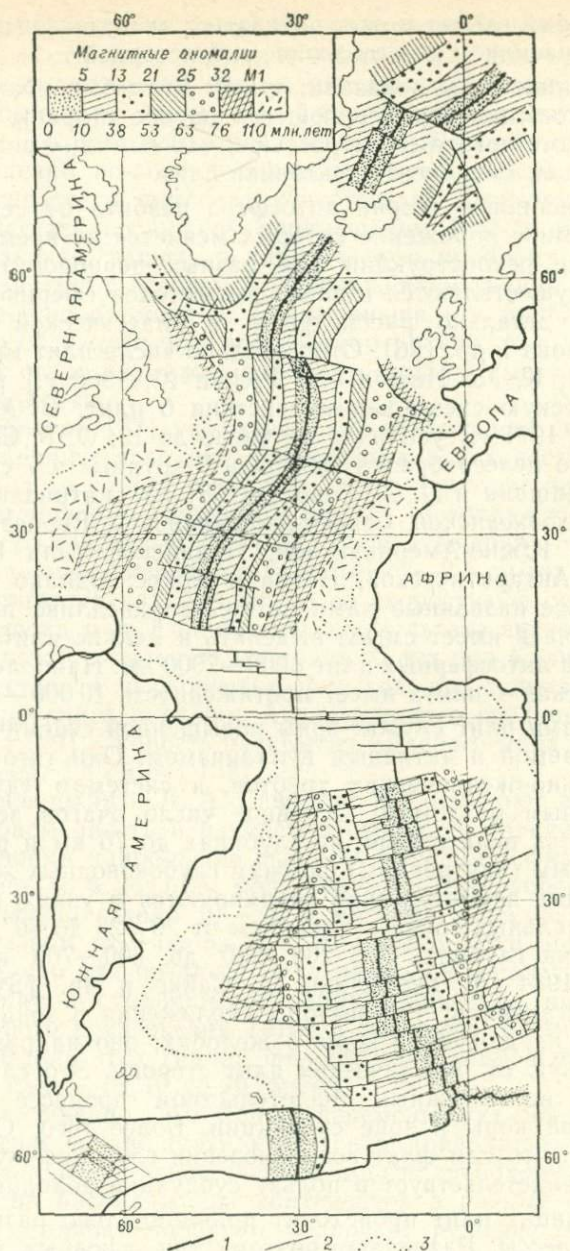 60° 30° 0°
Магнитные аномалии
5 13 21 25 32 M1
0 10 38 53 63 76 110 млн.лет
СЕВЕРНАЯ АМЕРИКА
60° 60°
ЕВРОПА
30° 30°
АФРИКА
0° 0°
ЮЖНАЯ АМЕРИКА
30° 30°
60° 60°
60° 30° 0°
1 2 3